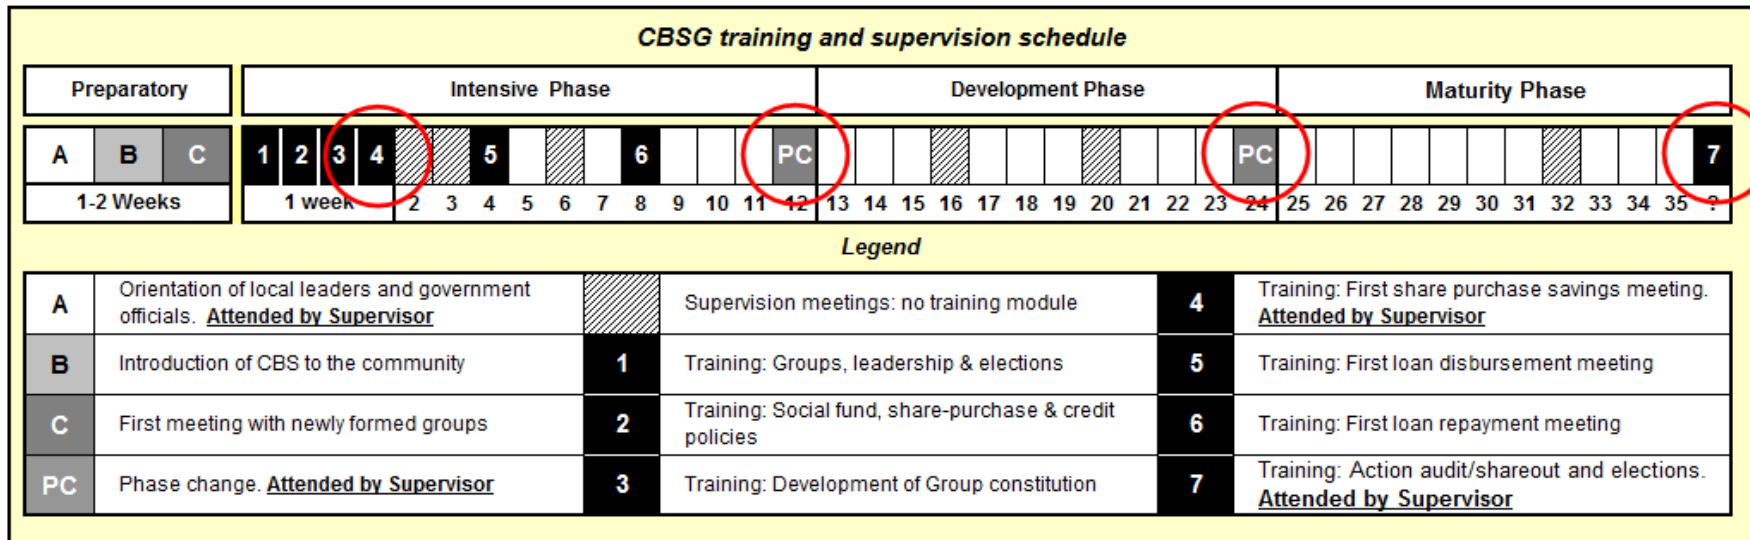 CBSG training and supervision schedule
Preparatory Intensive Phase Development Phase Maturity Phase
A B C 1 2 3 4 5 6 PC PC 7
1-2 Weeks 1 week 2 3 4 5 6 7 8 9 10 11 12 13 14 15 16 17 18 19 20 21 22 23 24 25 26 27 28 29 30 31 32 33 34 35 ?
Legend
A Orientation of local leaders and government
officials. Attended by Supervisor
Supervision meetings: no training module
4 Training: First share purchase savings meeting.
Attended by Supervisor
B Introduction of CBS to the community
1 Training: Groups, leadership & elections
5 Training: First loan disbursement meeting
C First meeting with newly formed groups
2 Training: Social fund, share-purchase & credit
policies
6 Training: First loan repayment meeting
PC Phase change. Attended by Supervisor
3 Training: Development of Group constitution
7 Training: Action audit/shareout and elections.
Attended by Supervisor